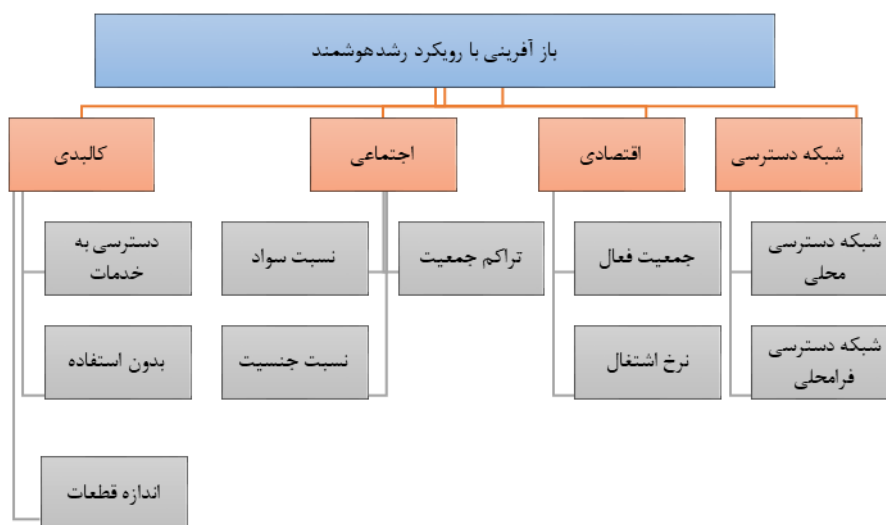 باز آفرینی با رویکرد رشدهوشمند
شبکه دسترسی
اقتصادی
اجتماعی
کالبدی
شبکه دسترسی
محلی
جمعیت فعال
تراکم جمعیت
نسبت سواد
دسترسی به
خدمات
شبکه دسترسی
فرامحلی
نرخ اشتغال
نسبت جنسیت
بدون استفاده
اندازه قطعات